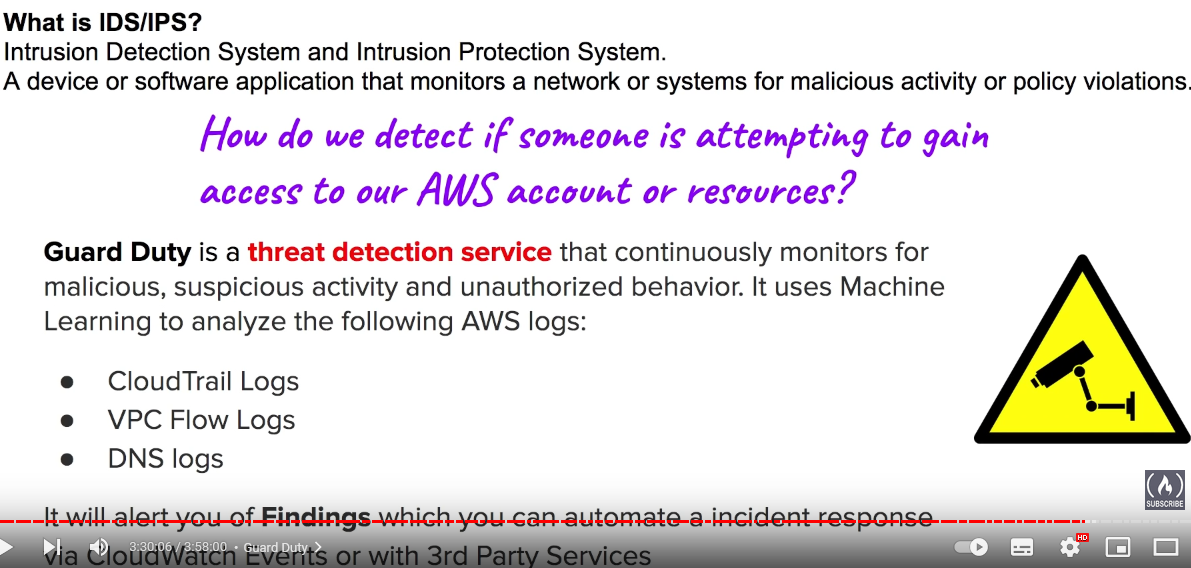 What is IDS/IPS?
Intrusion Detection System and Intrusion Protection System.
A device or software application that monitors a network or systems for malicious activity or policy violations.
How do we detect if someone is attempting to gain
access to our AWS account or resources?
Guard Duty is a threat detection service that continuously monitors for
malicious, suspicious activity and unauthorized behavior. It uses Machine
Learning to analyze the following AWS logs:
● CloudTrail Logs
● VPC Flow Logs
● DNS logs
SUBSCRIBE
It will alert you of Findings which you can automate a incident response
via CloudWatch Events or with 3rd Party Services
3:30:06 / 3:58:00 • Guard Duty >
HD